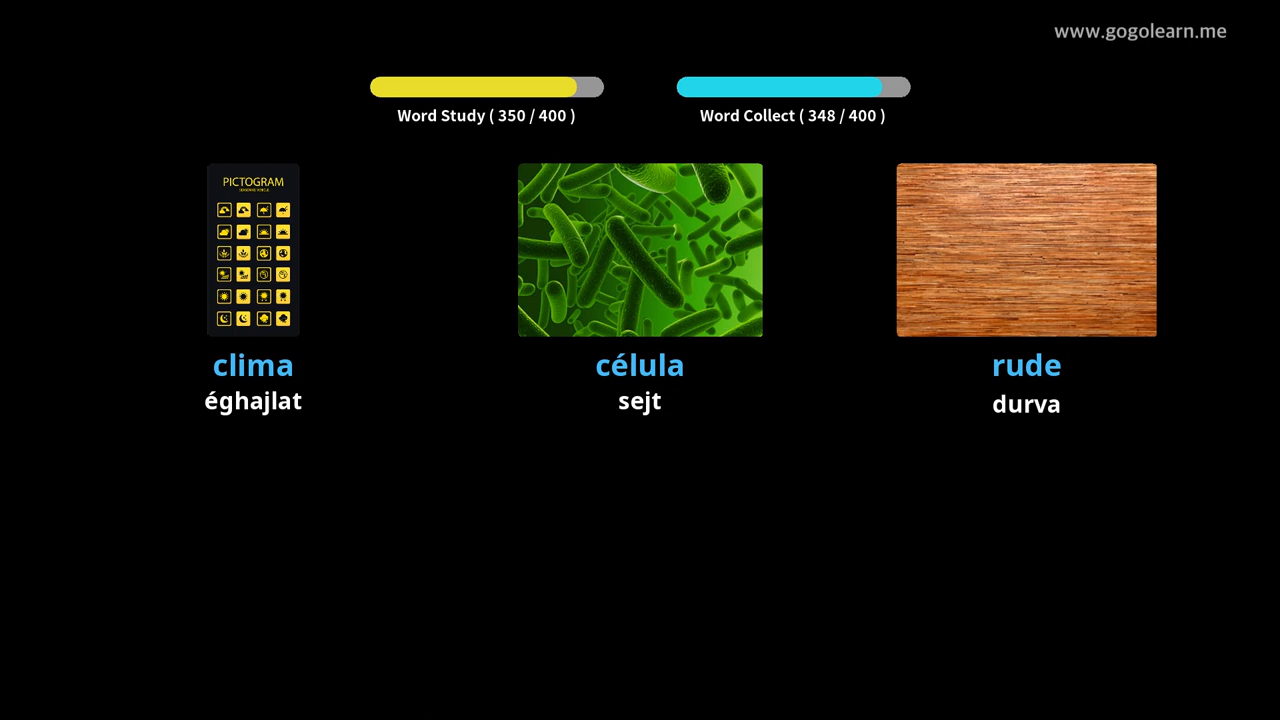 www.gogolearn.me
Word Study ( 350 / 400 )
Word Collect ( 348 / 400 )
PICTOGRAM
clima
éghajlat
célula
sejt
rude
durva